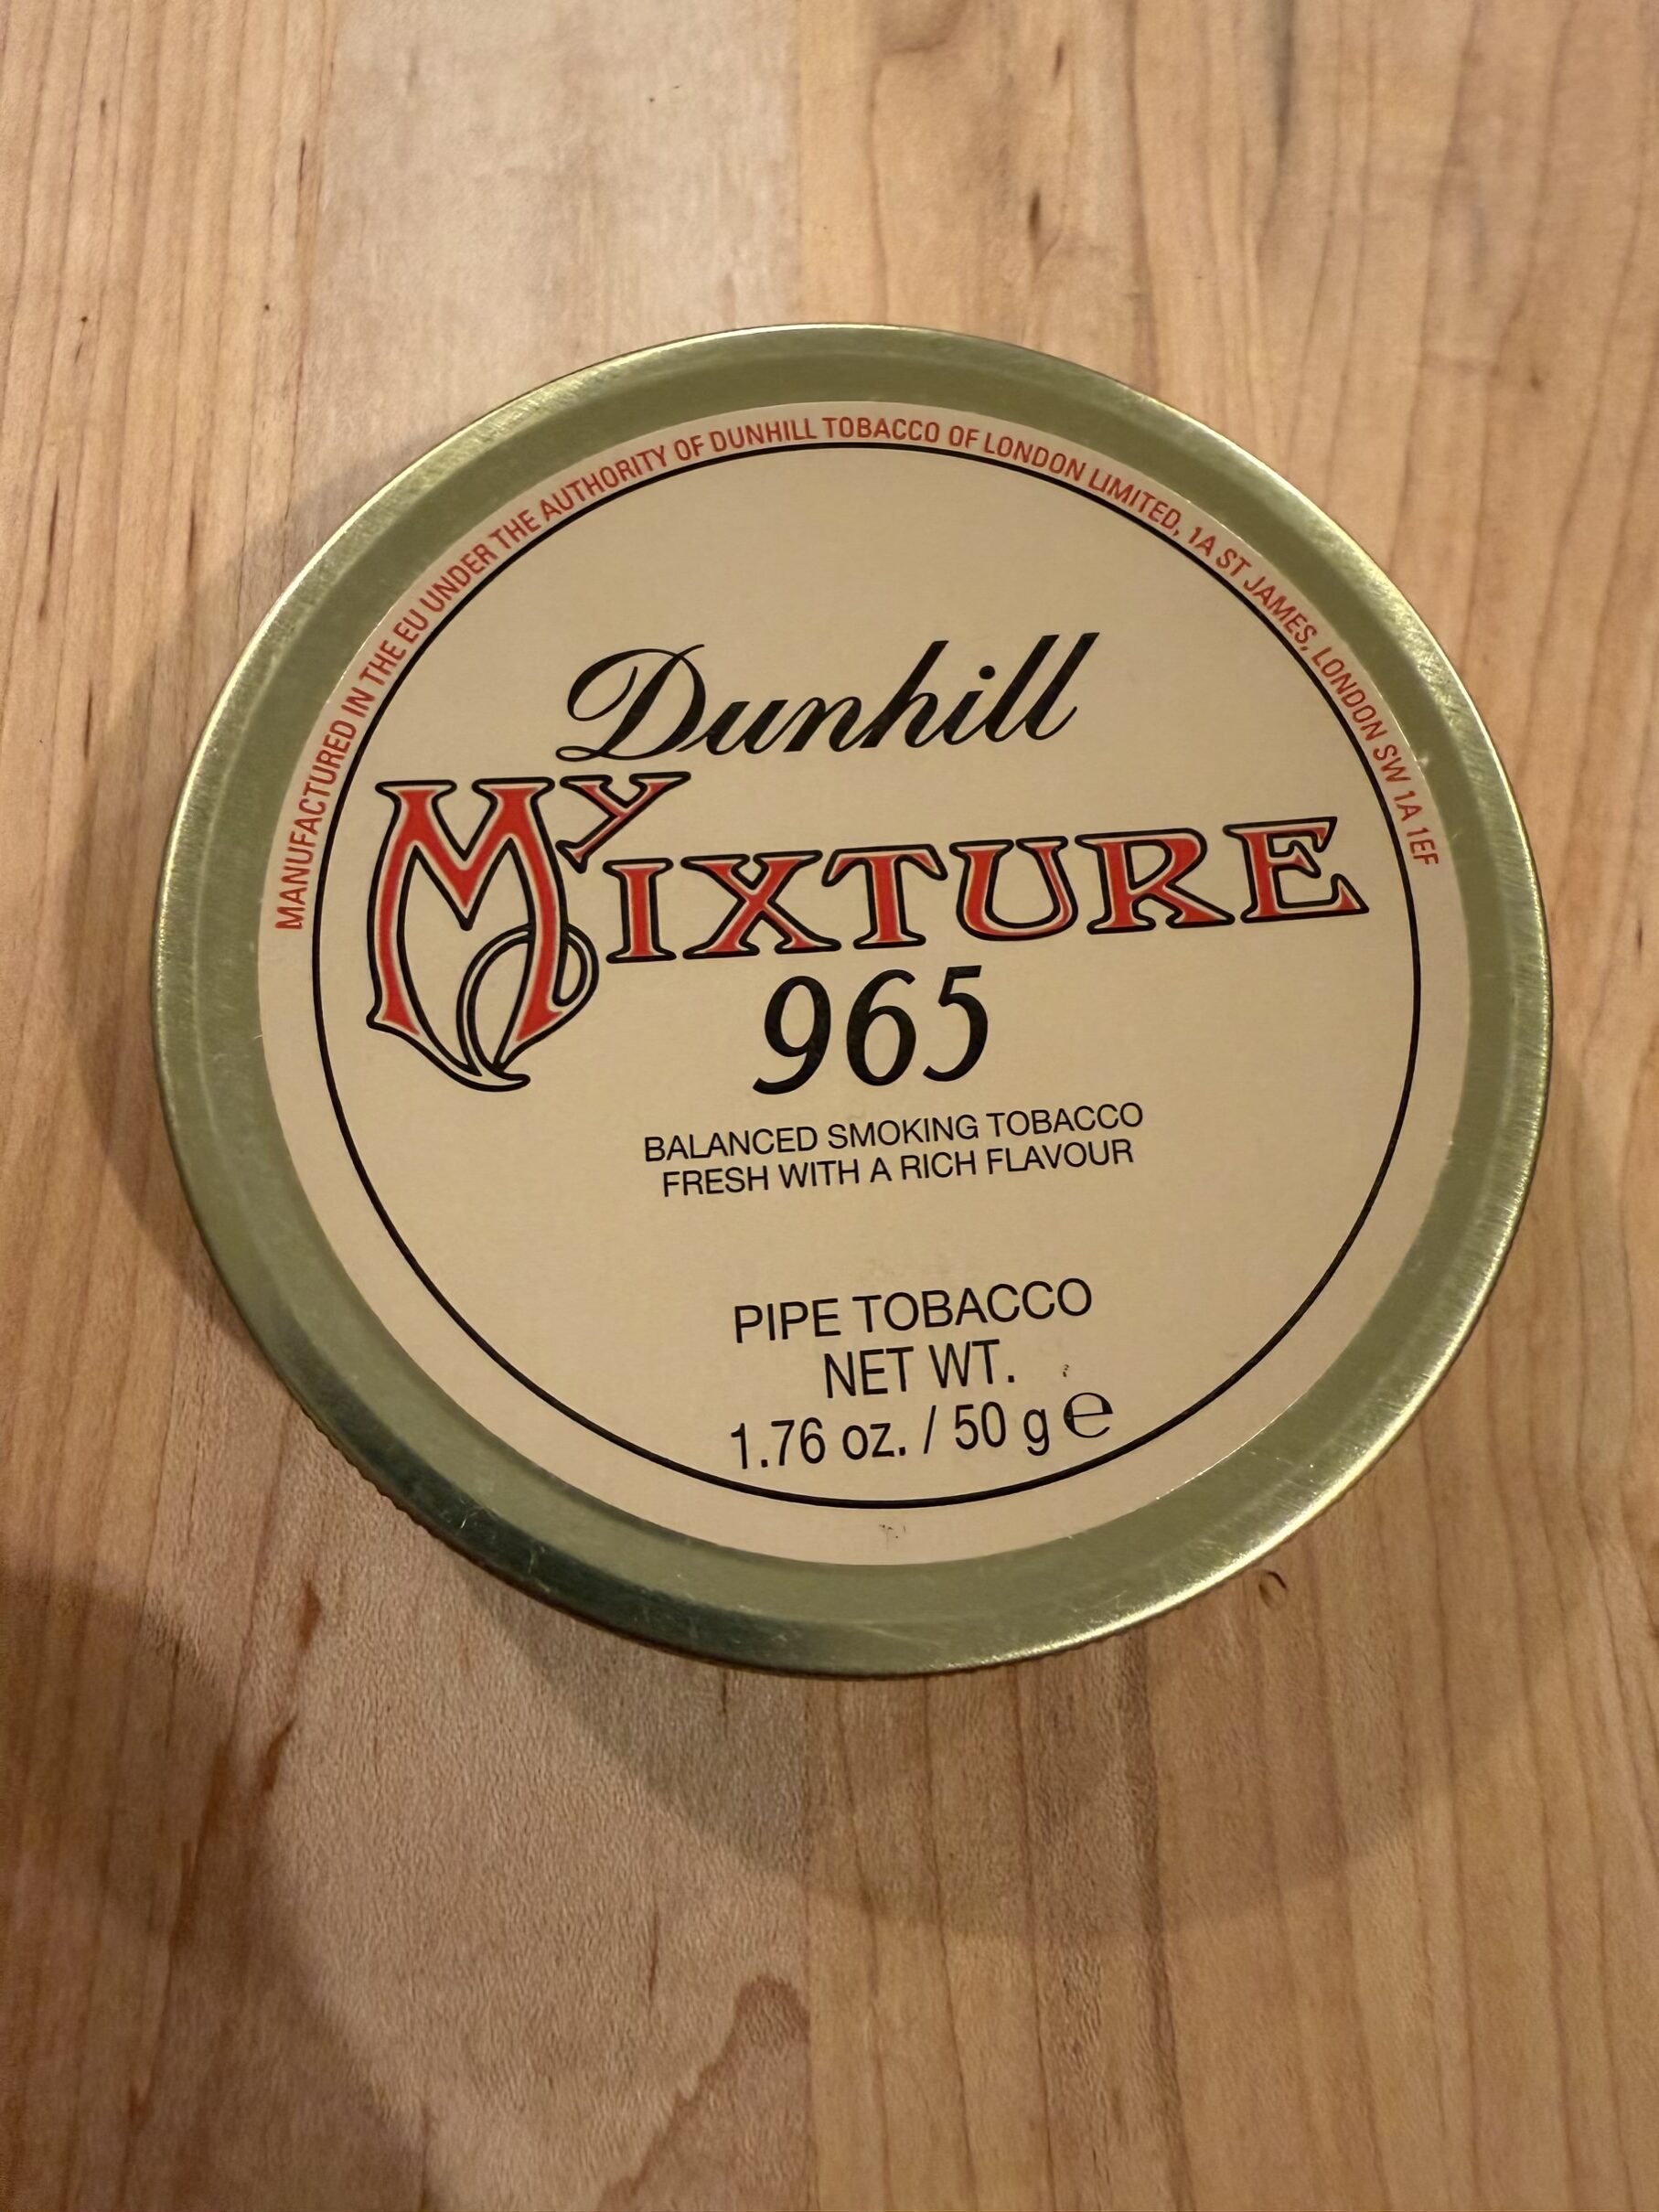 MANUFACTURED IN THE EU UNDER THE AUTHORITY OF DUNHILL TOBACCO OF LONDON LIMITED, 1A ST JAMES, LONDON SW 1A 1EF
Dunhill
My MIXTURE
965
BALANCED SMOKING TOBACCO
FRESH WITH A RICH FLAVOUR
PIPE TOBACCO
NET WT.
1.76 oz. / 50 g ℮